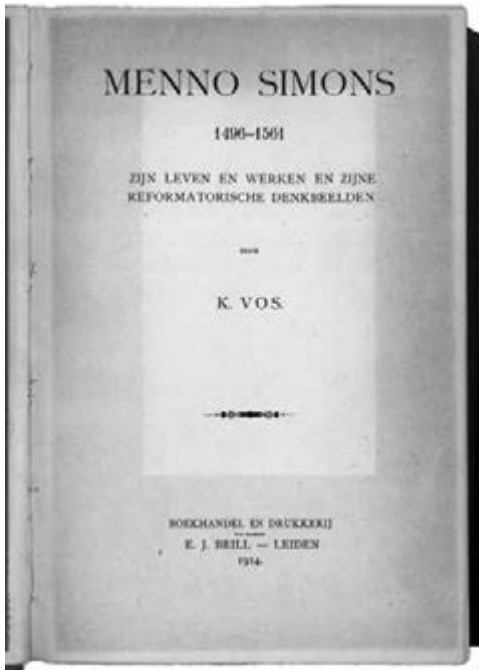 MENNO SIMONS
1496–1561
ZIJN LEVEN EN WERKEN EN ZIJNE
REFORMATORISCHE DENKBEELDEN
DOOR
K. VOS.
BOEKHANDEL EN DRUKKERIJ
E. J. BRILL — LEIDEN
1914.